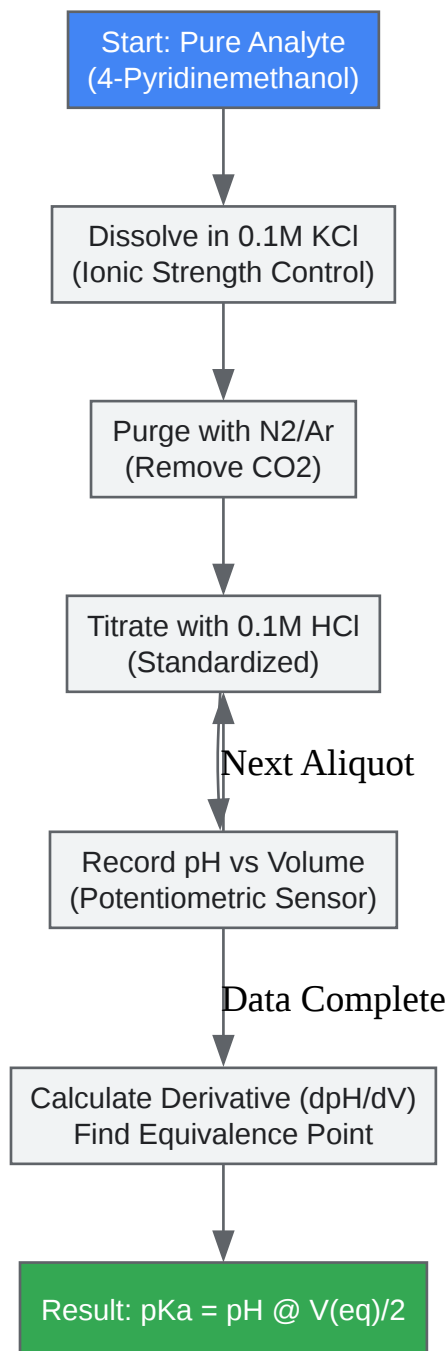 Start: Pure Analyte
(4-Pyridinemethanol)
Dissolve in 0.1M KCl
(Ionic Strength Control)
Purge with N2/Ar
(Remove CO2)
Titrate with 0.1M HCl
(Standardized)
Next Aliquot
Record pH vs Volume
(Potentiometric Sensor)
Data Complete
Calculate Derivative (dpH/dV)
Find Equivalence Point
Result: pKa = pH @ V(eq)/2